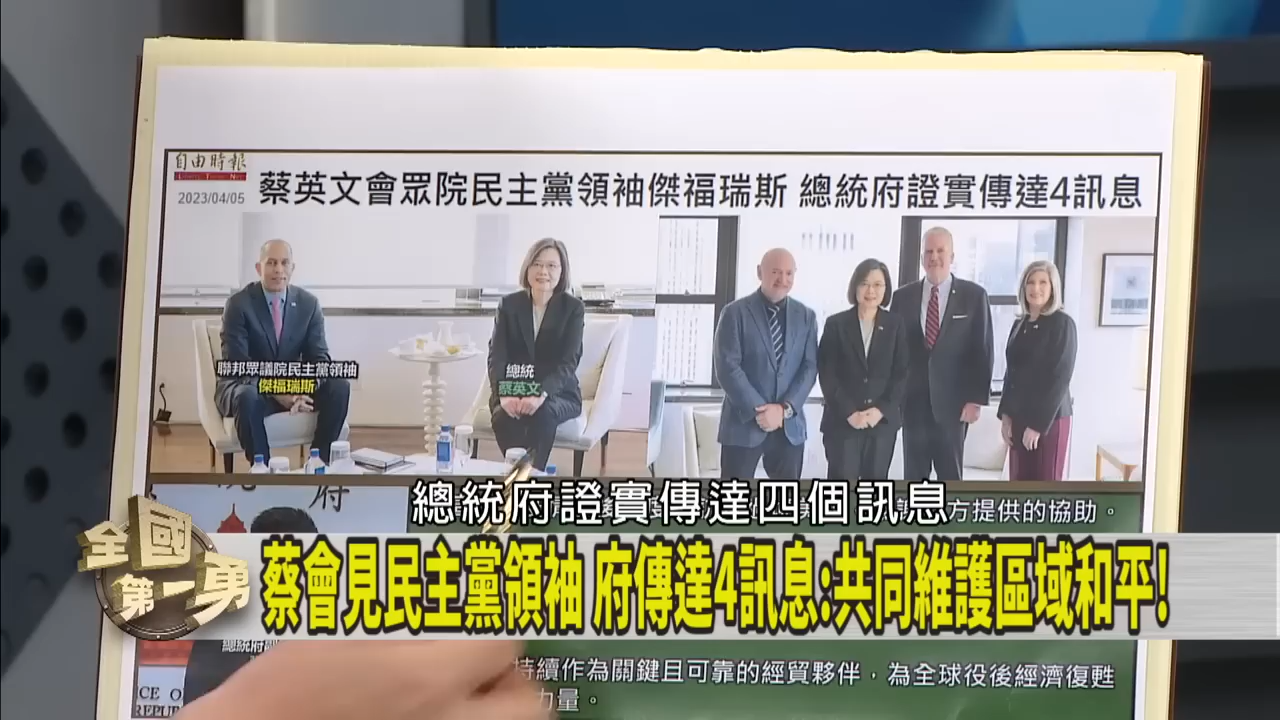 自由時報
LIBERTY TIMES NET
2023/04/05
蔡英文會眾院民主黨領袖傑福瑞斯 總統府證實傳達4訊息
聯邦眾議院民主黨領袖
傑福瑞斯
總統
蔡英文
府
總統府證實傳達四個訊息
方提供的協助。
全國
第一勇
蔡會見民主黨領袖 府傳達4訊息:共同維護區域和平!
總統府
持續作為關鍵且可靠的經貿夥伴，為全球役後經濟復甦
力量。